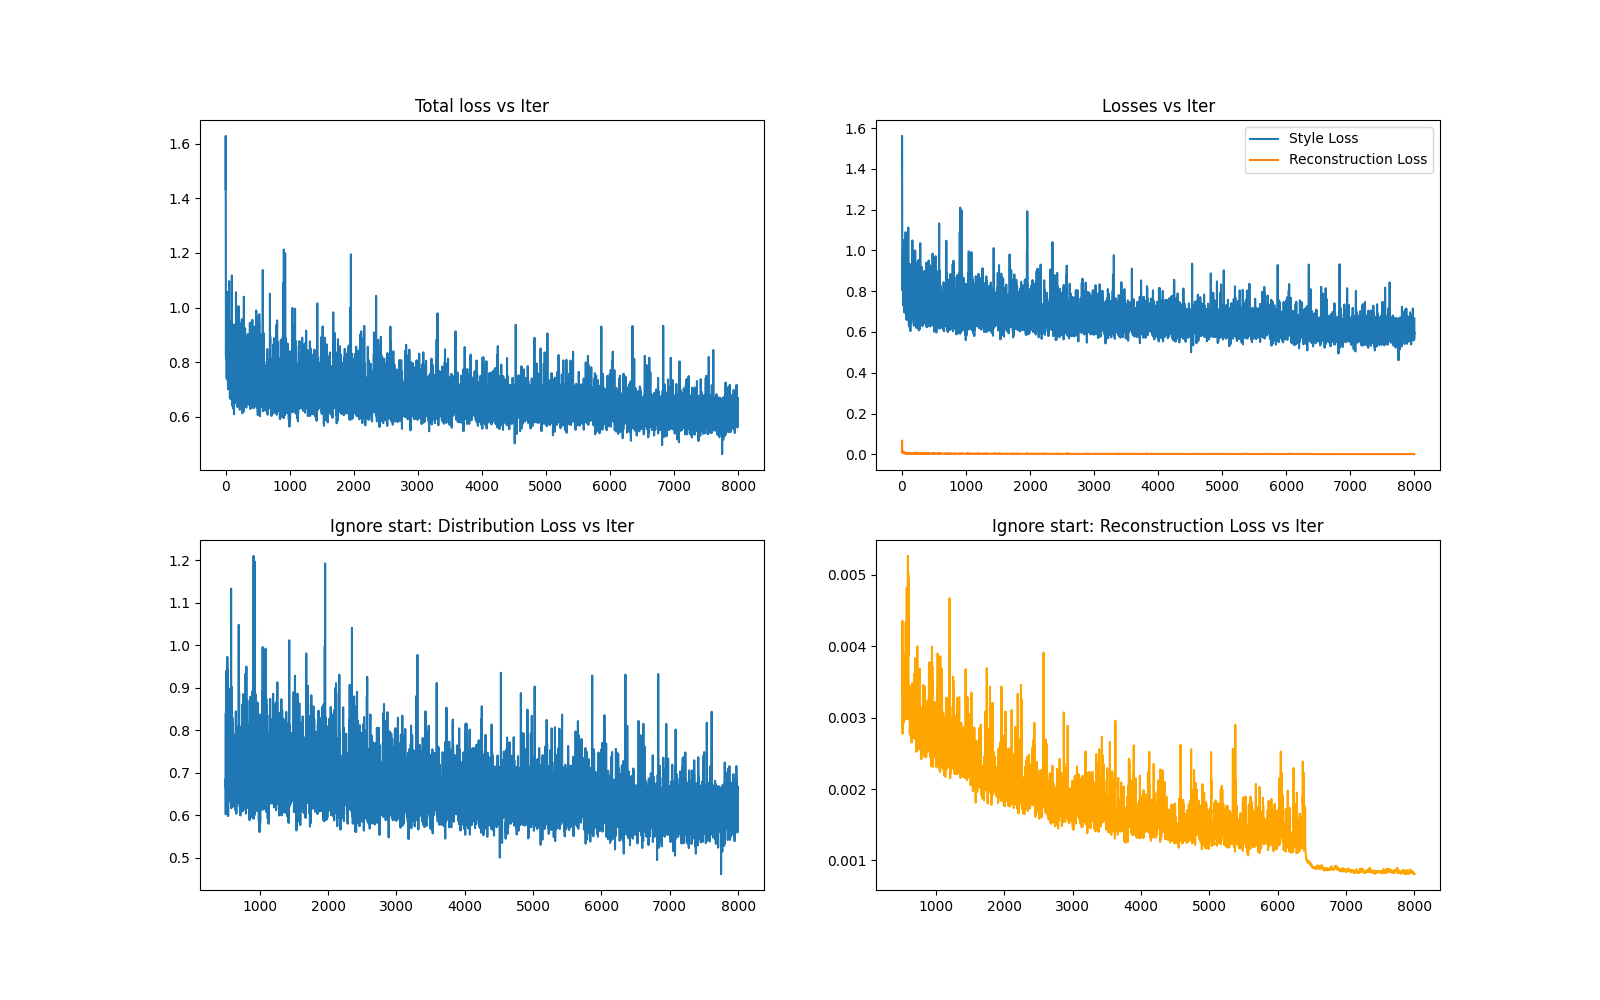 Total loss vs Iter
1.6
1.4
1.2
1.0
0.8
0.6
0 1000 2000 3000 4000 5000 6000 7000 8000
Losses vs Iter
Style Loss
Reconstruction Loss
1.6
1.4
1.2
1.0
0.8
0.6
0.4
0.2
0.0
0 1000 2000 3000 4000 5000 6000 7000 8000
Ignore start: Distribution Loss vs Iter
1.2
1.1
1.0
0.9
0.8
0.7
0.6
0.5
1000 2000 3000 4000 5000 6000 7000 8000
Ignore start: Reconstruction Loss vs Iter
0.005
0.004
0.003
0.002
0.001
1000 2000 3000 4000 5000 6000 7000 8000